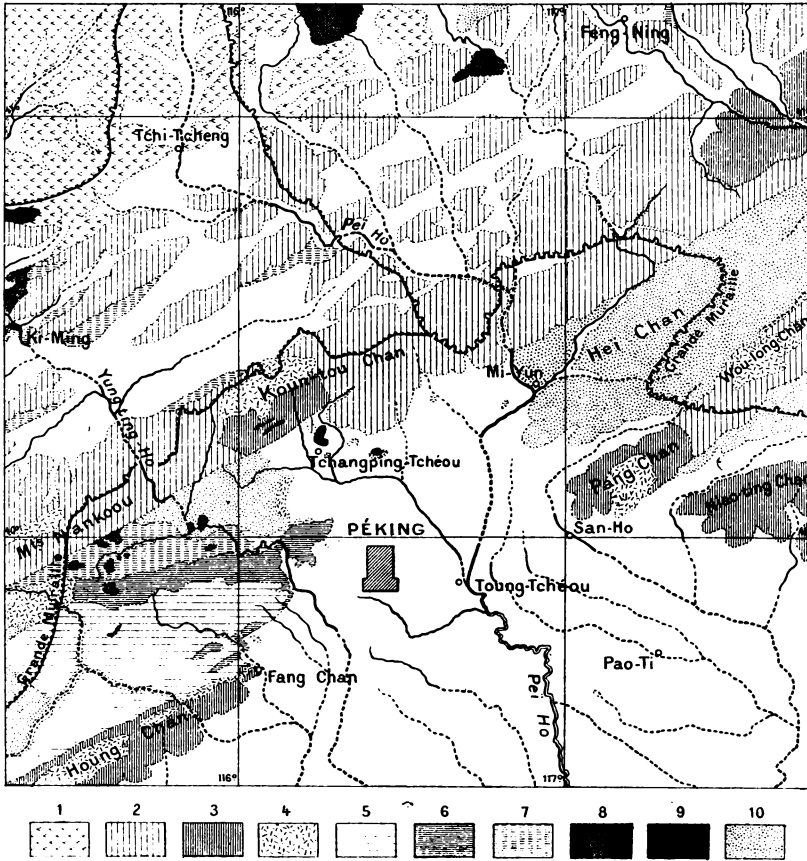 116°
117°
Feng-Ning
Tchi-Tcheng
Pei Ho
Ki-Ming
Kouni-tou Chan
Mi-Yun
Hei Chan
Grande Muraille
Wou-long Chan
Yung-ting-Ho
Tchangping-Tchéou
Pang Chan
Mts Nankoou
PÉKING
San-Ho
Toung-Tchéou
Grande Muraille
Pao-Ti
Fang Chan
Pei Ho
Houng Chan
116°
117°
1 2 3 4 5 6 7 8 9 10